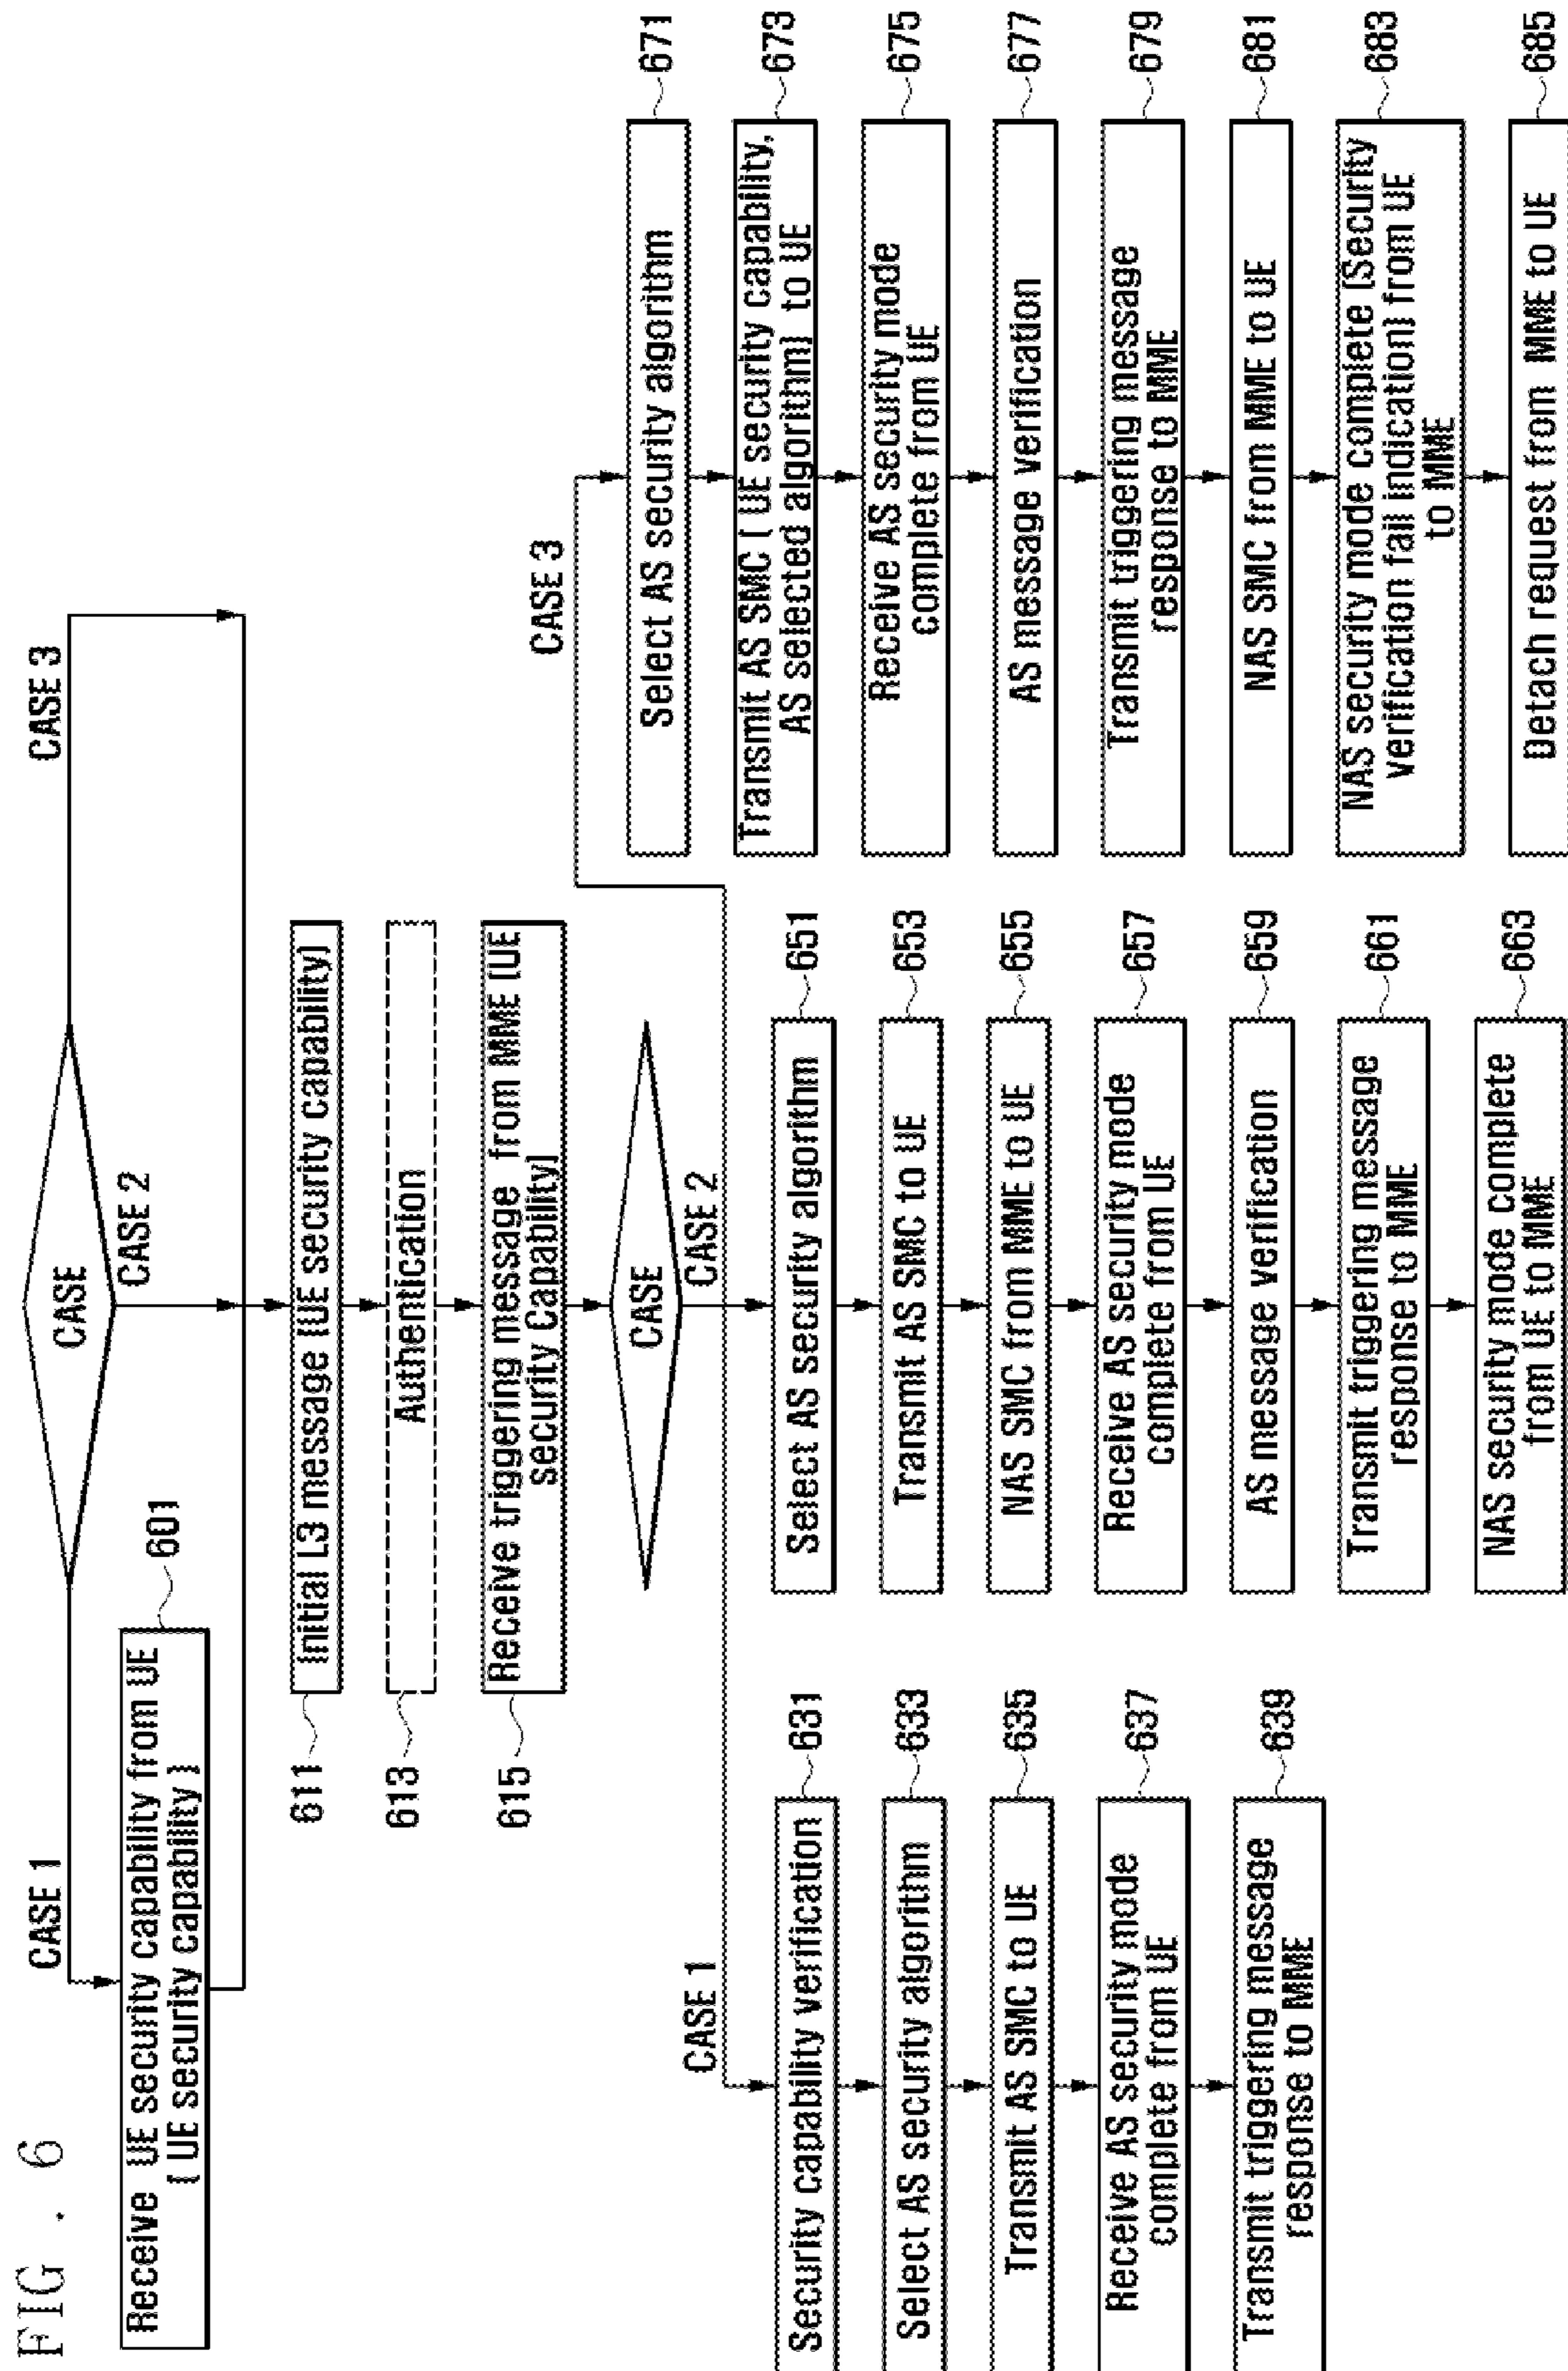 FIG . 6
CASE
CASE 1
CASE 2
CASE 3
Receive UE security capability from UE
( UE security capability )
601
Initial L3 message (UE security capability)
611
Authentication
613
Receive triggering message from MME (UE
security Capability)
615
CASE
CASE 1
CASE 2
CASE 3
Security capability verification
631
Select AS security algorithm
633
Transmit AS SMC to UE
635
Receive AS security mode
complete from UE
637
Transmit triggering message
response to MME
639
Select AS security algorithm
651
Transmit AS SMC to UE
653
NAS SMC from MME to UE
655
Receive AS security mode
complete from UE
657
AS message verification
659
Transmit triggering message
response to MME
661
NAS security mode complete
from UE to MME
663
Select AS security algorithm
671
Transmit AS SMC ( UE security capability,
AS selected algorithm) to UE
673
Receive AS security mode
complete from UE
675
AS message verification
677
Transmit triggering message
response to MME
679
NAS SMC from MME to UE
681
NAS security mode complete (Security
verification fail indication) from UE
to MME
683
Detach request from MME to UE
685